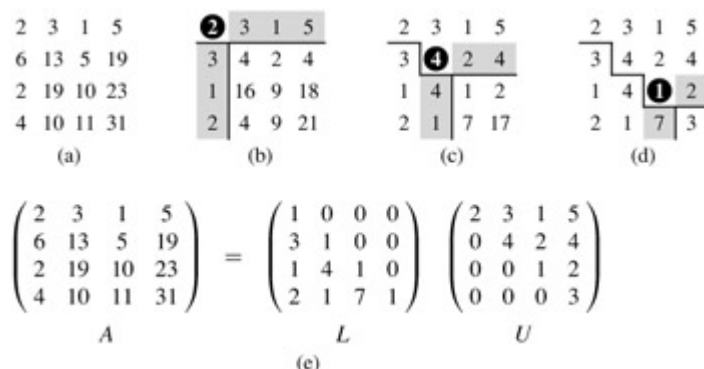 2 3 1 5
6 13 5 19
2 19 10 23
4 10 11 31
(a)
2 3 1 5
3 4 2 4
1 16 9 18
2 4 9 21
(b)
2 3 1 5
3 4 2 4
1 4 1 2
2 1 7 17
(c)
2 3 1 5
3 4 2 4
1 4 1 2
2 1 7 3
(d)
2 3 1 5
6 13 5 19
2 19 10 23
4 10 11 31
A
=
1 0 0 0
3 1 0 0
1 4 1 0
2 1 7 1
L
2 3 1 5
0 4 2 4
0 0 1 2
0 0 0 3
U
(e)